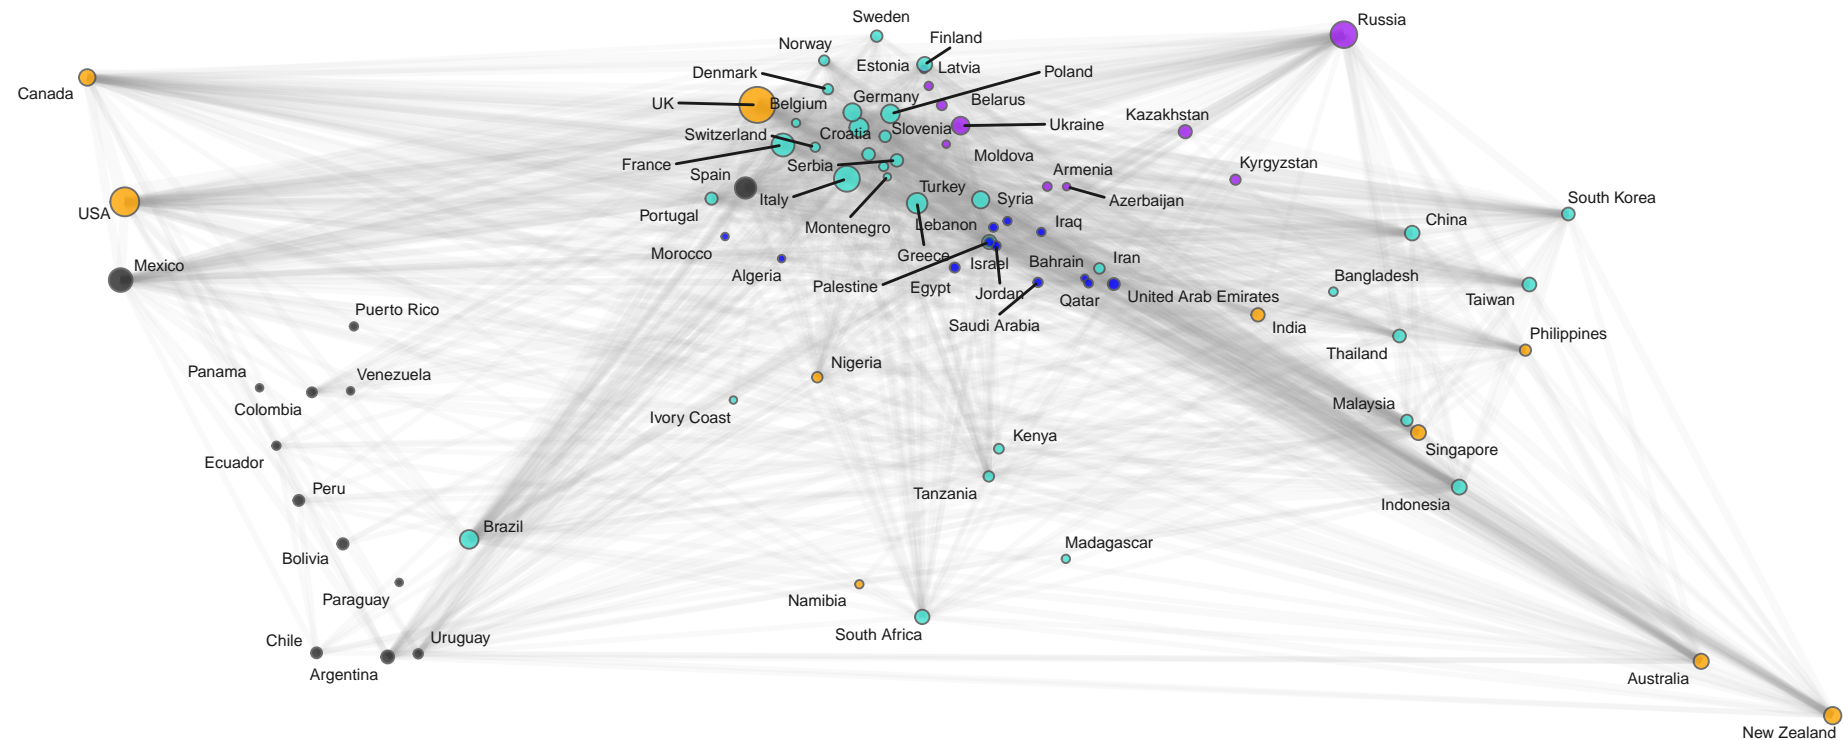 Sweden
Russia
Finland
Norway
Estonia
Latvia
Denmark
Poland
Canada
UK
Belgium
Germany
Belarus
Kazakhstan
Switzerland
Croatia
Slovenia
Ukraine
France
Serbia
Moldova
Kyrgyzstan
Spain
Armenia
USA
Italy
Turkey
Syria
Azerbaijan
South Korea
Portugal
Montenegro
Lebanon
Iraq
China
Morocco
Greece
Mexico
Algeria
Israel
Bahrain
Iran
Bangladesh
Palestine
Egypt
Jordan
Qatar
United Arab Emirates
Taiwan
Puerto Rico
Saudi Arabia
India
Philippines
Thailand
Panama
Venezuela
Nigeria
Colombia
Ivory Coast
Malaysia
Kenya
Singapore
Ecuador
Peru
Tanzania
Indonesia
Brazil
Bolivia
Madagascar
Paraguay
Namibia
Chile
Uruguay
South Africa
Argentina
Australia
New Zealand